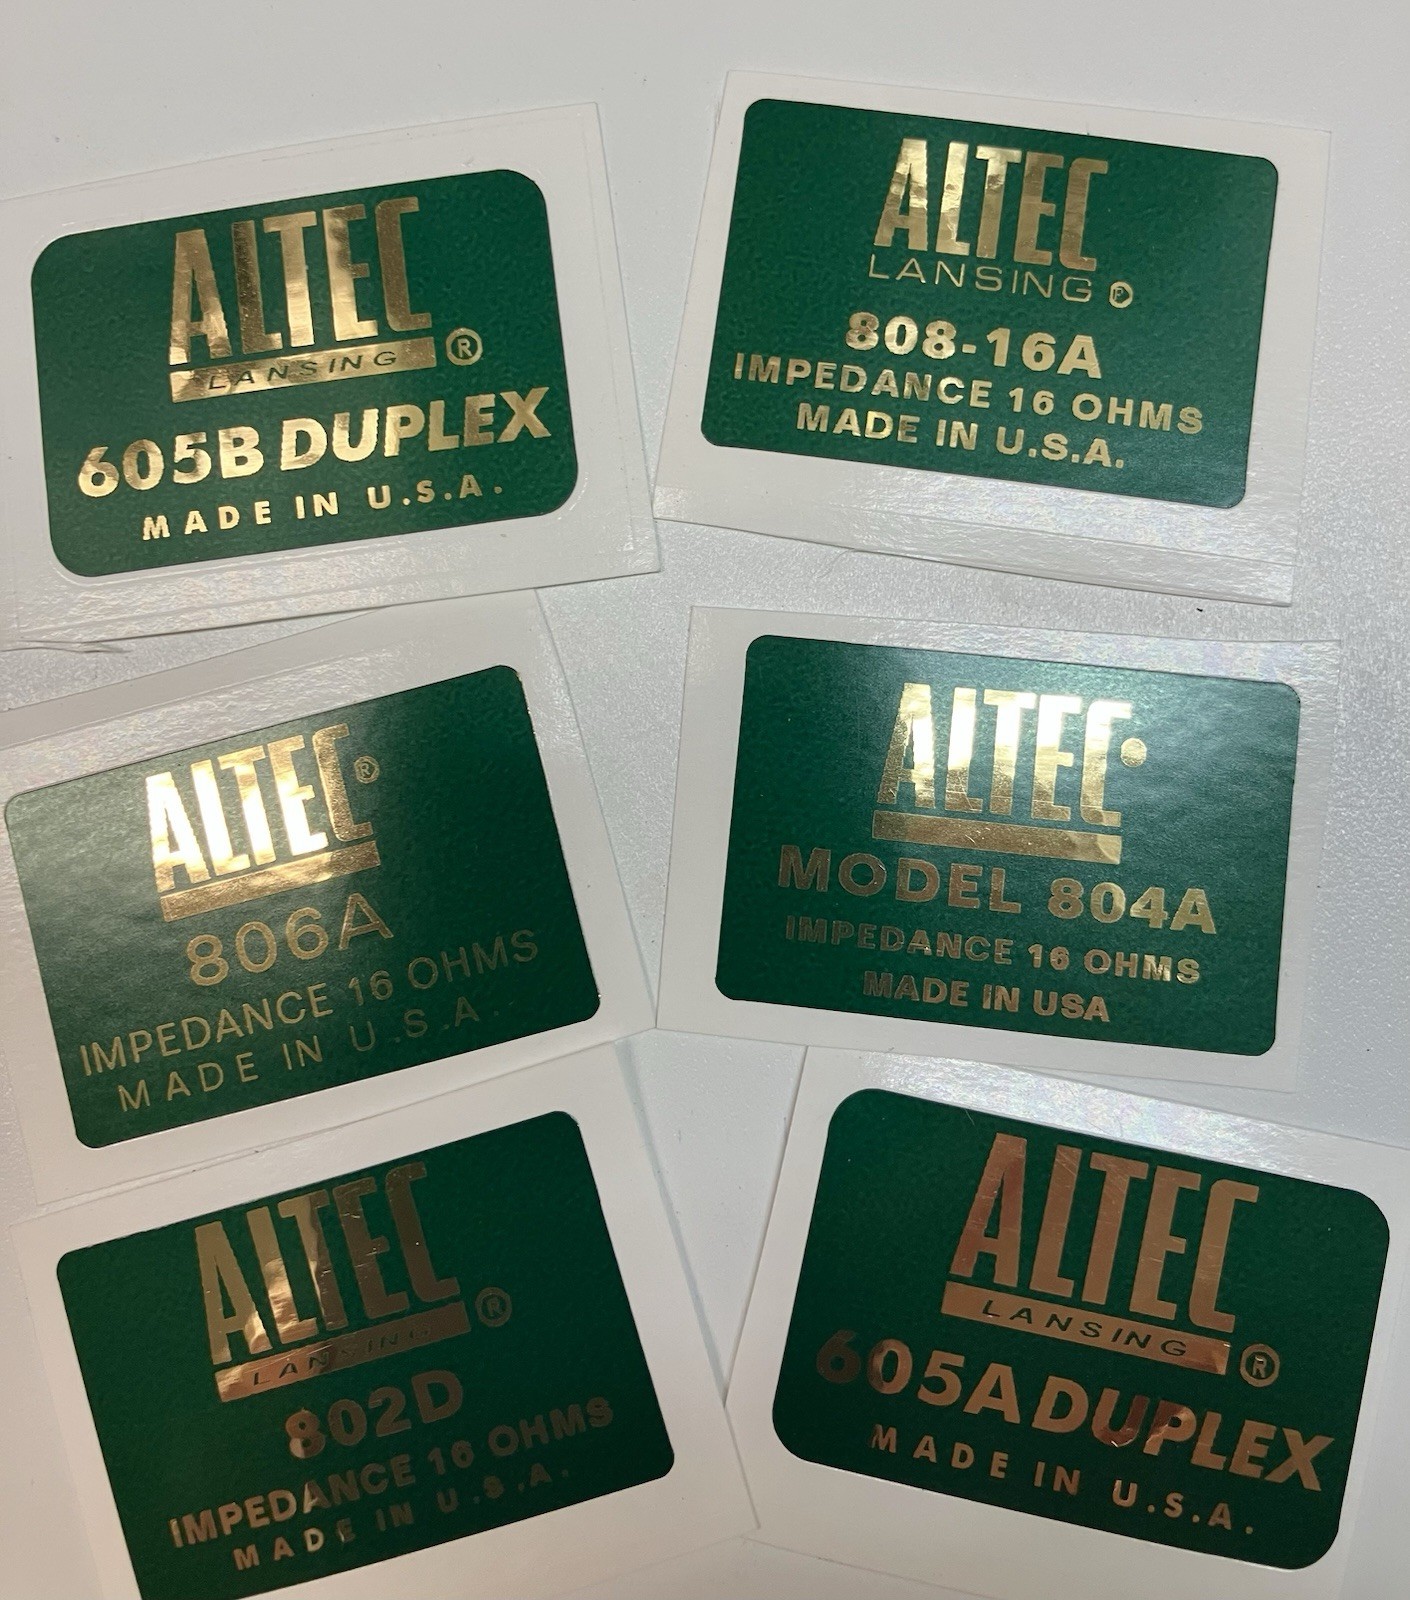 ALTEC
LANSING ®
605B DUPLEX
MADE IN U.S.A.
ALTEC
LANSING
808-16A
IMPEDANCE 16 OHMS
MADE IN U.S.A.
ALTEC ®
806A
IMPEDANCE 16 OHMS
MADE IN U.S.A.
ALTEC
MODEL 804A
IMPEDANCE 16 OHMS
MADE IN USA
ALTEC
LANSING ®
802D
IMPEDANCE 16 OHMS
MADE IN U.S.A.
ALTEC
LANSING ®
605A DUPLEX
MADE IN U.S.A.